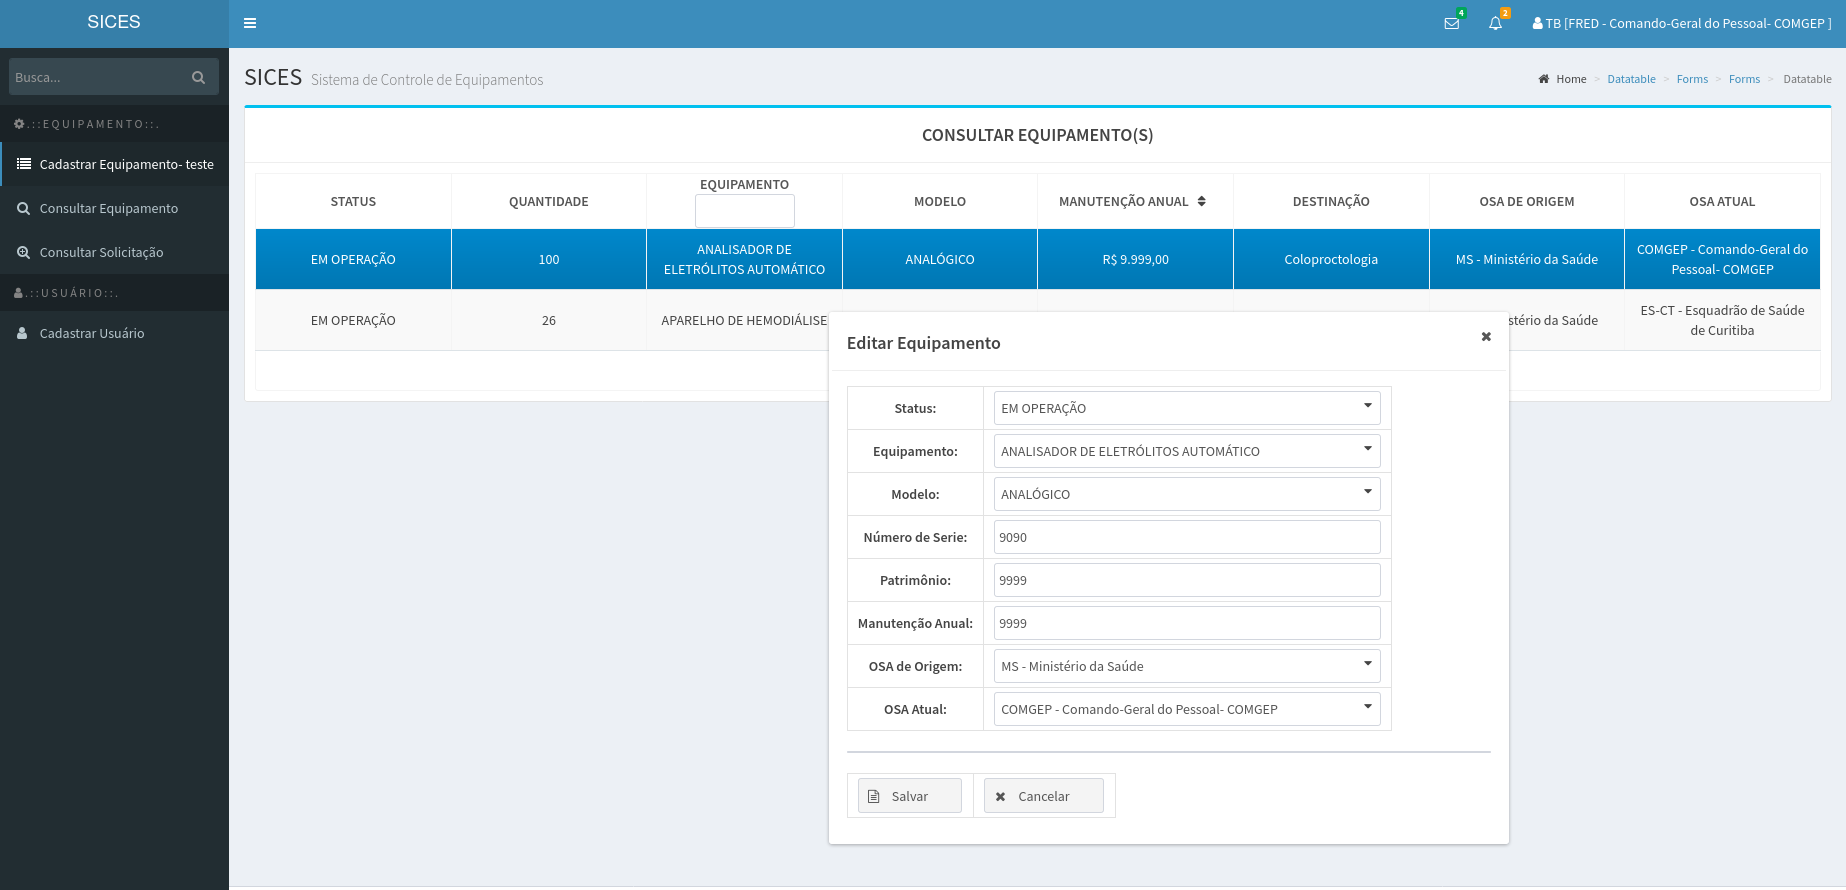 SICES
4
2
TB [FRED - Comando-Geral do Pessoal- COMGEP ]
Busca...
SICES Sistema de Controle de Equipamentos
Home > Datatable > Forms > Forms > Datatable
.::EQUIPAMENTO::.
Cadastrar Equipamento- teste
Consultar Equipamento
Consultar Solicitação
.::USUÁRIO::.
Cadastrar Usuário
CONSULTAR EQUIPAMENTO(S)
STATUS QUANTIDADE EQUIPAMENTO MODELO MANUTENÇÃO ANUAL DESTINAÇÃO OSA DE ORIGEM OSA ATUAL
EM OPERAÇÃO 100 ANALISADOR DE ELETRÓLITOS AUTOMÁTICO ANALÓGICO R$ 9.999,00 Coloproctologia MS - Ministério da Saúde COMGEP - Comando-Geral do Pessoal- COMGEP
EM OPERAÇÃO 26 APARELHO DE HEMODIÁLISE stério da Saúde ES-CT - Esquadrão de Saúde de Curitiba
Editar Equipamento
Status: EM OPERAÇÃO
Equipamento: ANALISADOR DE ELETRÓLITOS AUTOMÁTICO
Modelo: ANALÓGICO
Número de Serie: 9090
Patrimônio: 9999
Manutenção Anual: 9999
OSA de Origem: MS - Ministério da Saúde
OSA Atual: COMGEP - Comando-Geral do Pessoal- COMGEP
Salvar Cancelar